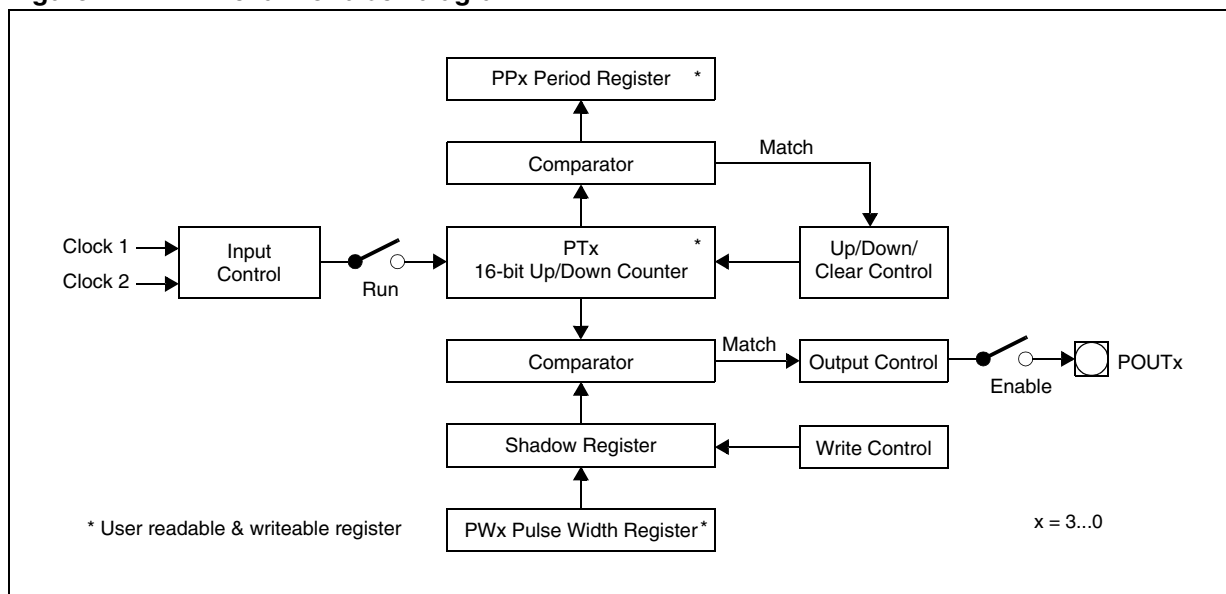 PPx Period Register *
Comparator
Match
Clock 1
Clock 2
Input
Control
Run
PTx *
16-bit Up/Down Counter
Up/Down/
Clear Control
Comparator
Match
Output Control
Enable
POUTx
Shadow Register
Write Control
* User readable & writeable register
PWx Pulse Width Register *
x = 3...0